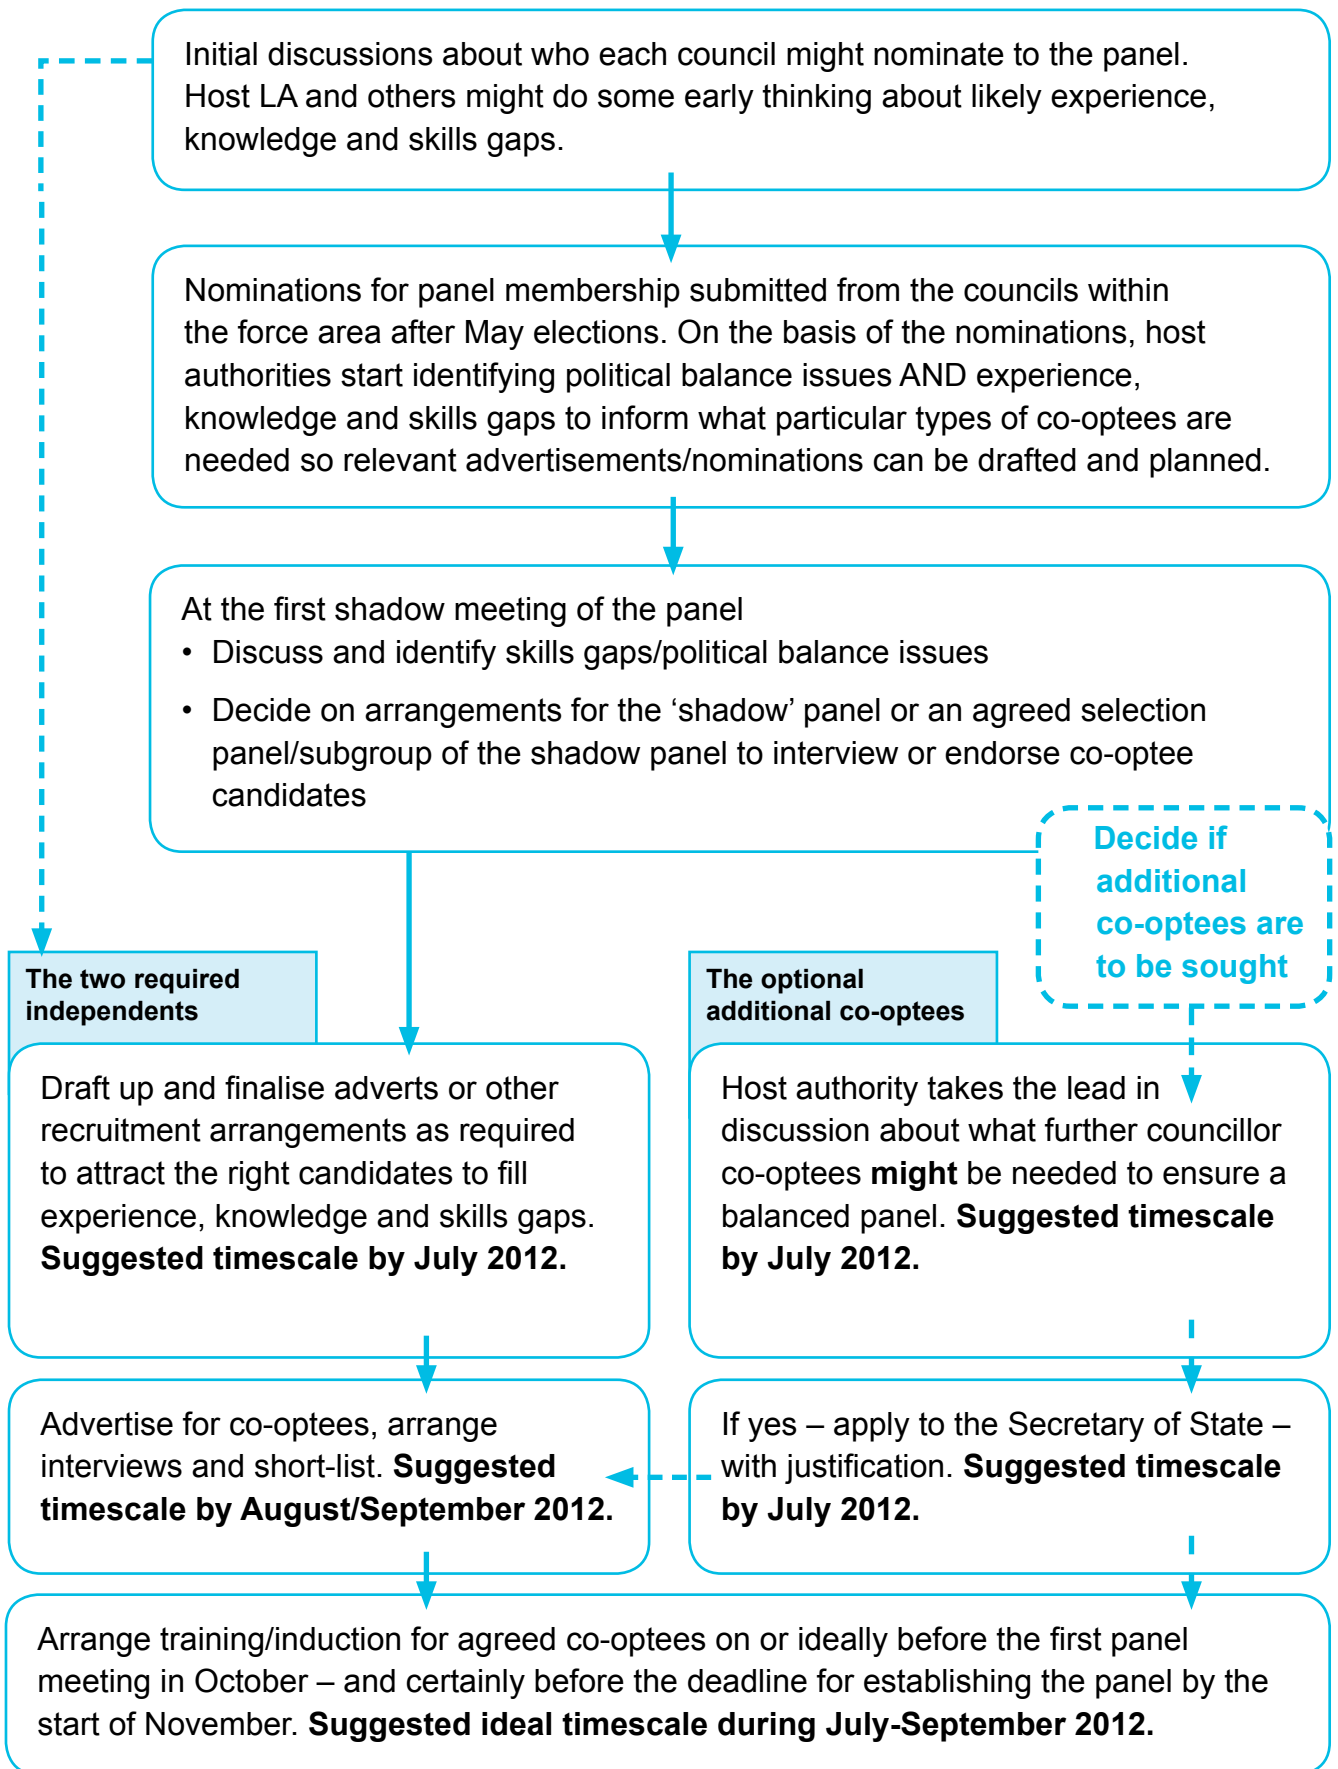 Initial discussions about who each council might nominate to the panel.
Host LA and others might do some early thinking about likely experience,
knowledge and skills gaps.
Nominations for panel membership submitted from the councils within
the force area after May elections. On the basis of the nominations, host
authorities start identifying political balance issues AND experience,
knowledge and skills gaps to inform what particular types of co-optees are
needed so relevant advertisements/nominations can be drafted and planned.
At the first shadow meeting of the panel
• Discuss and identify skills gaps/political balance issues
• Decide on arrangements for the ‘shadow’ panel or an agreed selection
panel/subgroup of the shadow panel to interview or endorse co-optee
candidates
Decide if
additional
co-optees are
to be sought
The two required
independents
Draft up and finalise adverts or other
recruitment arrangements as required
to attract the right candidates to fill
experience, knowledge and skills gaps.
Suggested timescale by July 2012.
The optional
additional co-optees
Host authority takes the lead in
discussion about what further councillor
co-optees might be needed to ensure a
balanced panel. Suggested timescale
by July 2012.
Advertise for co-optees, arrange
interviews and short-list. Suggested
timescale by August/September 2012.
If yes – apply to the Secretary of State –
with justification. Suggested timescale
by July 2012.
Arrange training/induction for agreed co-optees on or ideally before the first panel
meeting in October – and certainly before the deadline for establishing the panel by the
start of November. Suggested ideal timescale during July-September 2012.